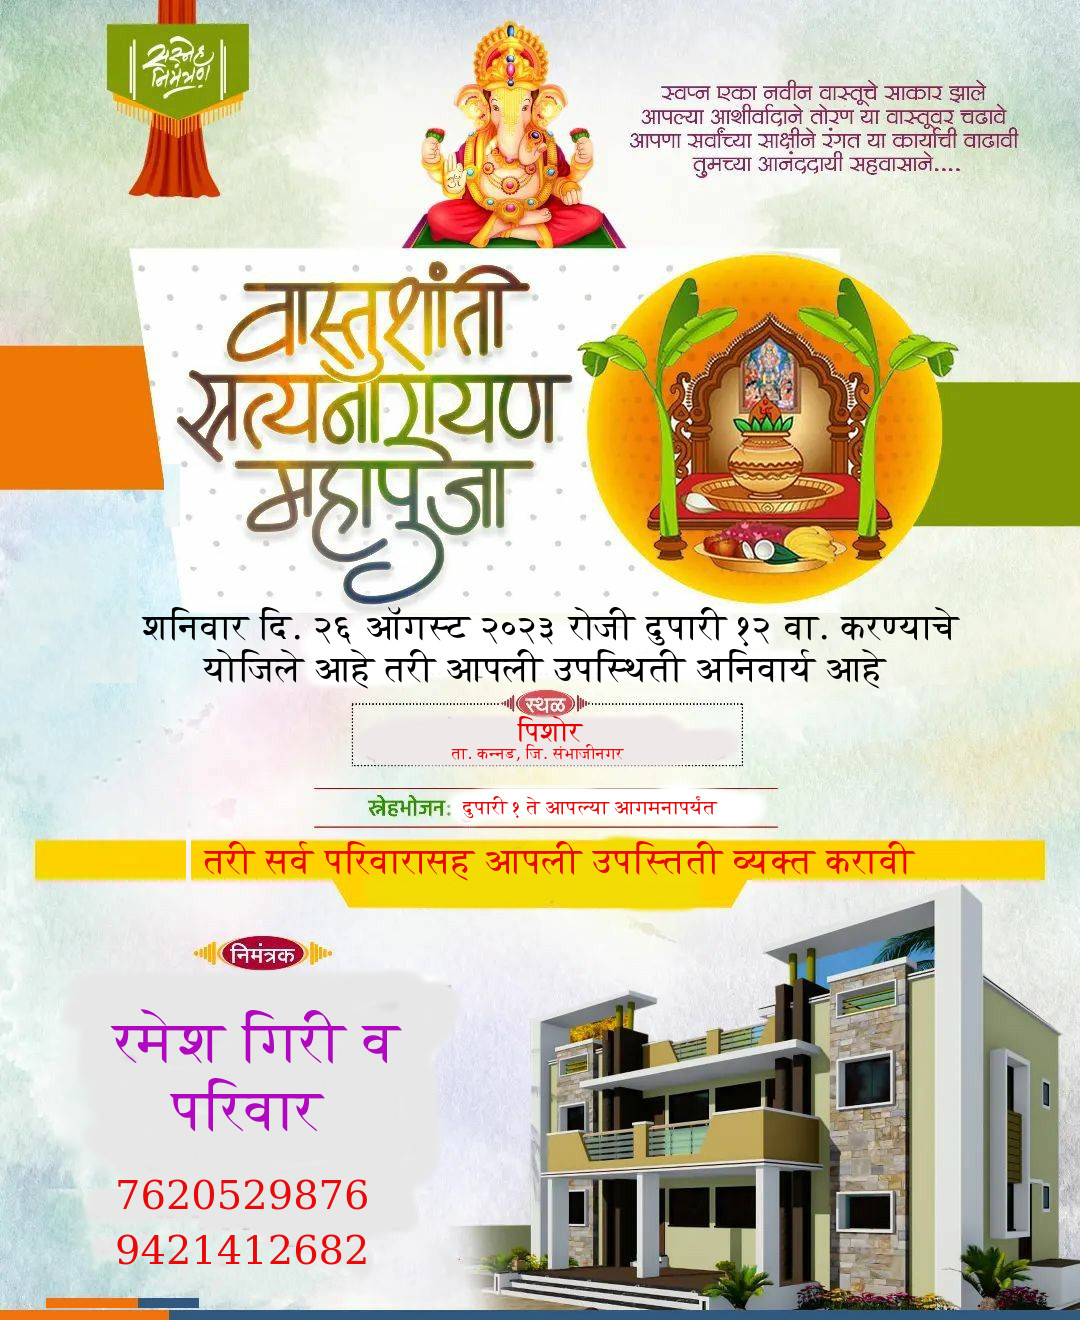 सस्नेह
निमंत्रण
स्वप्न एका नवीन वास्तूचे साकार झाले
आपल्या आशीर्वादाने तोरण या वास्तूवर चढावे
आपणा सर्वांच्या साक्षीने रंगत या कार्याची वाढावी
तुमच्या आनंददायी सहवासाने....
वास्तुशांती
सत्यनारायण
महापुजा
शनिवार दि. २६ ऑगस्ट २०२३ रोजी दुपारी १२ वा. करण्याचे
योजिले आहे तरी आपली उपस्थिती अनिवार्य आहे
स्थळ
पिशोर
ता. कन्नड, जि. संभाजीनगर
स्नेहभोजन: दुपारी १ ते आपल्या आगमनापर्यंत
तरी सर्व परिवारासह आपली उपस्तिती व्यक्त करावी
निमंत्रक
रमेश गिरी व
परिवार
7620529876
9421412682